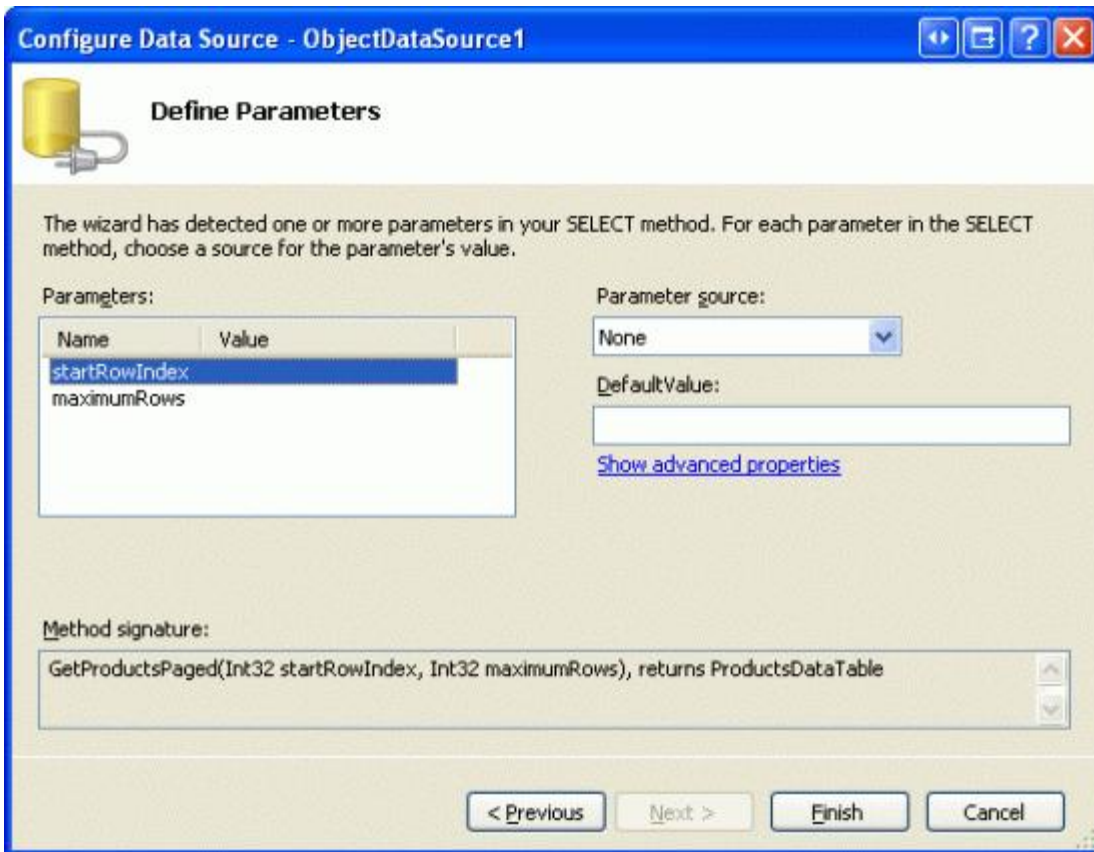 Configure Data Source - ObjectDataSource1
Define Parameters
The wizard has detected one or more parameters in your SELECT method. For each parameter in the SELECT
method, choose a source for the parameter's value.
Parameters:
Name Value
startRowIndex
maximumRows
Parameter source:
None
DefaultValue:
Show advanced properties
Method signature:
GetProductsPaged(Int32 startRowIndex, Int32 maximumRows), returns ProductsDataTable
< Previous Next > Finish Cancel